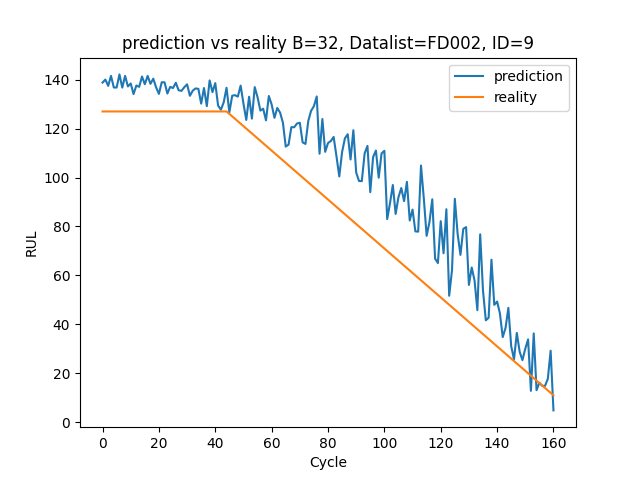 prediction vs reality B=32, Datalist=FD002, ID=9
prediction
reality
RUL
140
120
100
80
60
40
20
0
0 20 40 60 80 100 120 140 160
Cycle